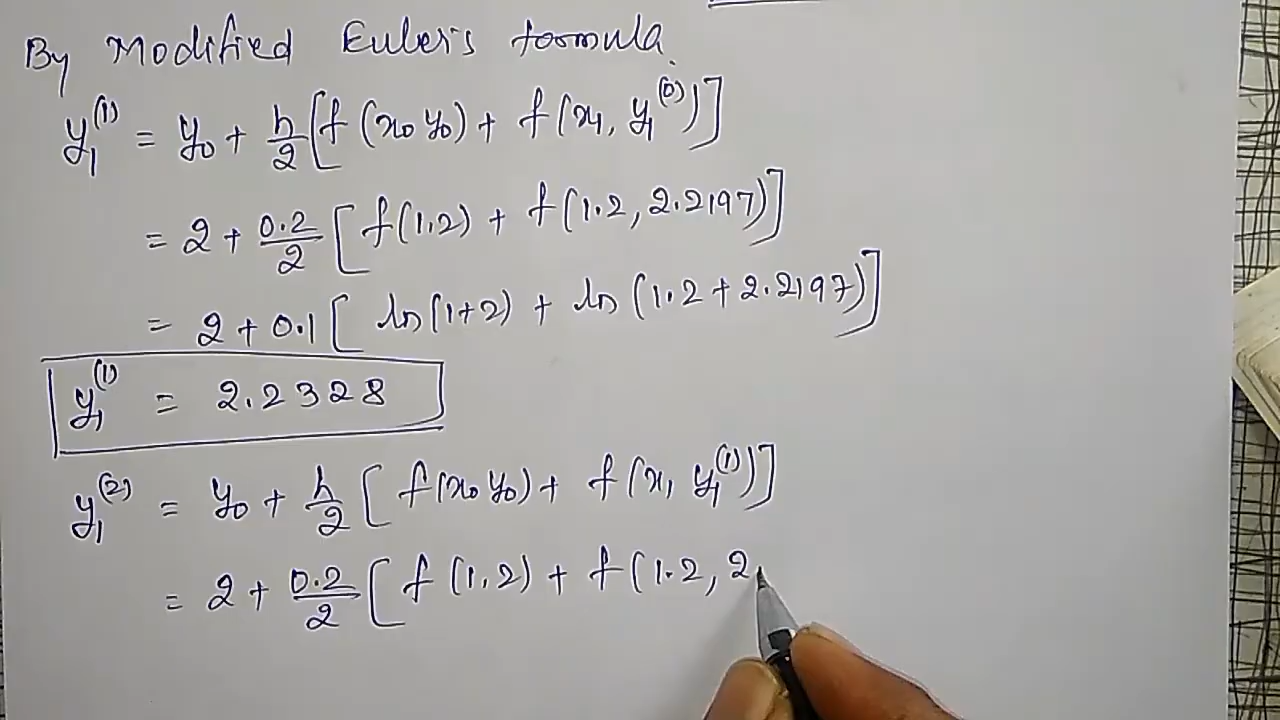 By Modified Euler's formula
y₁⁽¹⁾ = y₀ + h/2 [f(x₀ y₀) + f(x₁, y₁⁽⁰⁾)]
= 2 + 0.2/2 [f(1,2) + f(1.2, 2.2197)]
= 2 + 0.1 [ln(1+2) + ln(1.2 + 2.2197)]
y₁⁽¹⁾ = 2.2328
y₁⁽²⁾ = y₀ + h/2 [f(x₀ y₀) + f(x₁ y₁⁽¹⁾)]
= 2 + 0.2/2 [f(1,2) + f(1.2, 2.